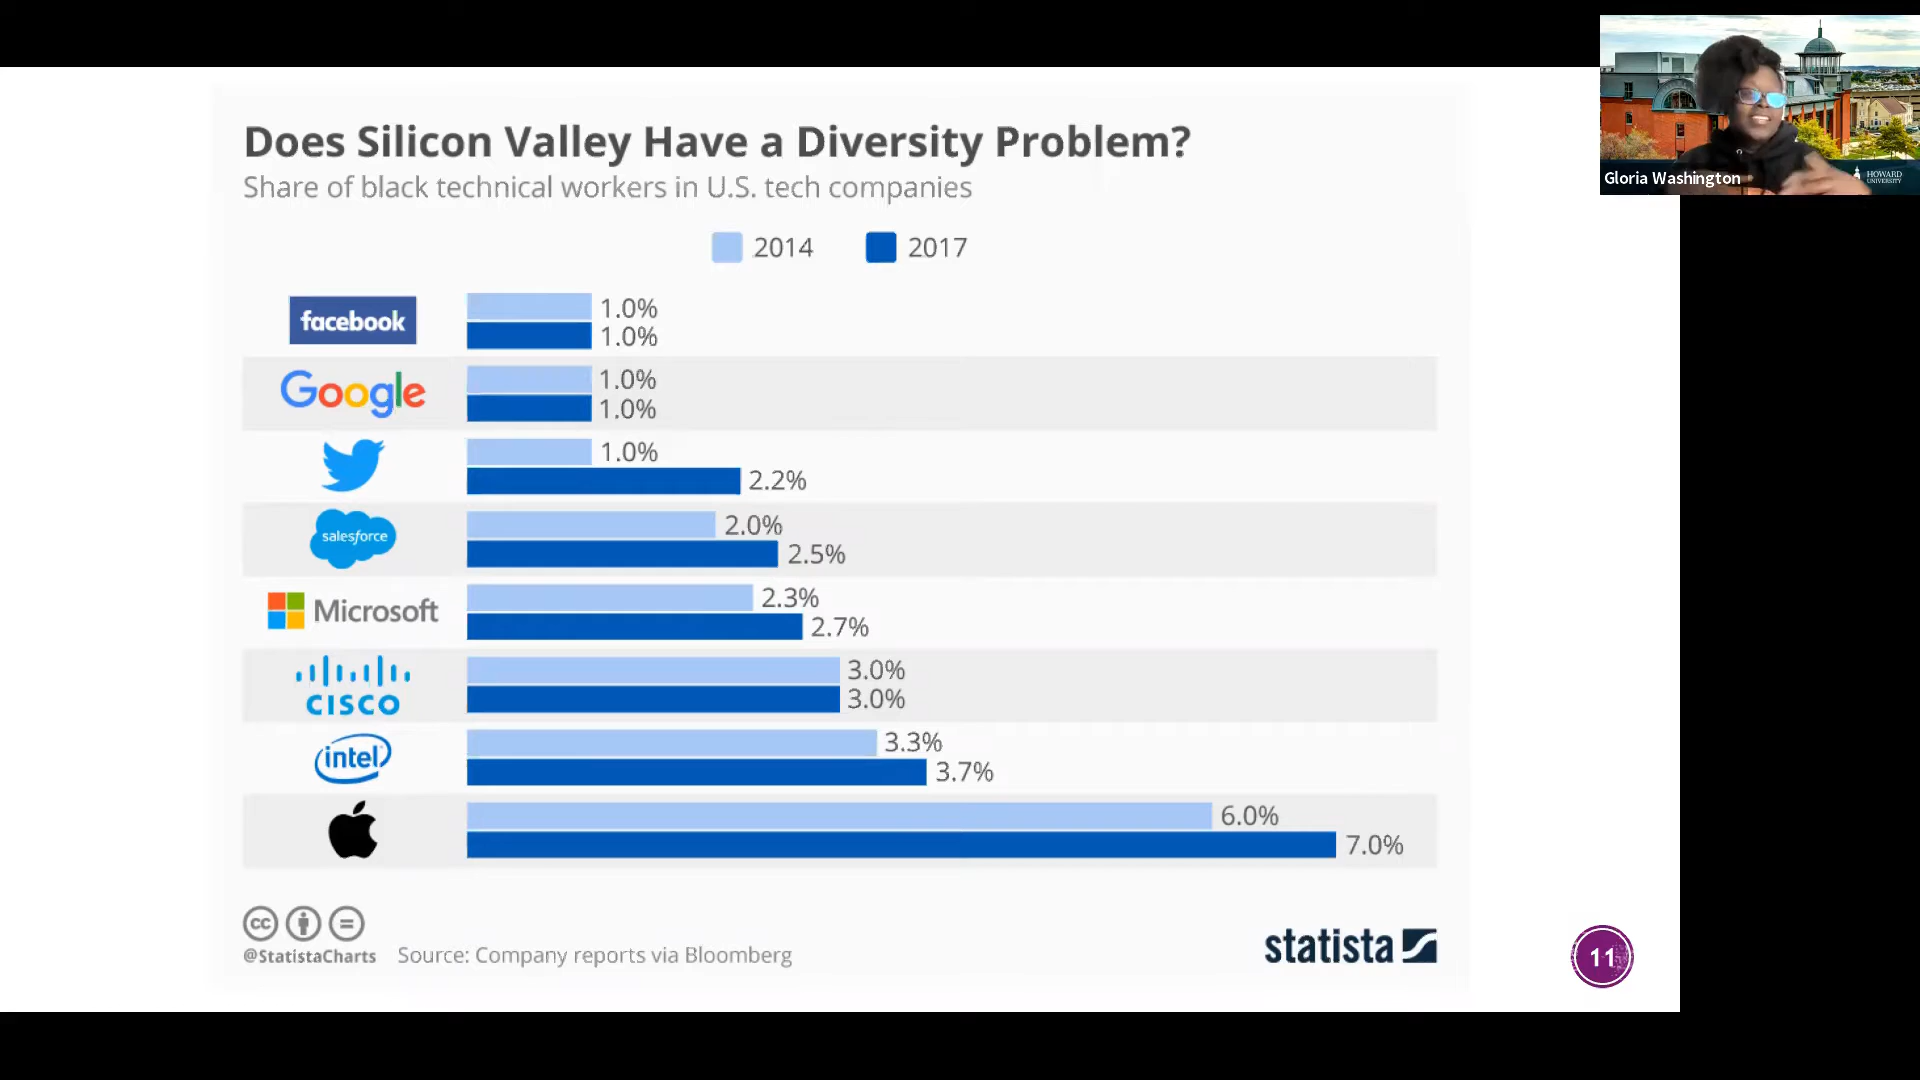 Does Silicon Valley Have a Diversity Problem?
Share of black technical workers in U.S. tech companies
2014 2017
facebook 1.0%
1.0%
Google 1.0%
1.0%
1.0%
2.2%
salesforce 2.0%
2.5%
Microsoft 2.3%
2.7%
CISCO 3.0%
3.0%
intel 3.3%
3.7%
6.0%
7.0%
cc
@StatistaCharts Source: Company reports via Bloomberg
statista
11
Gloria Washington
HOWARD
UNIVERSITY